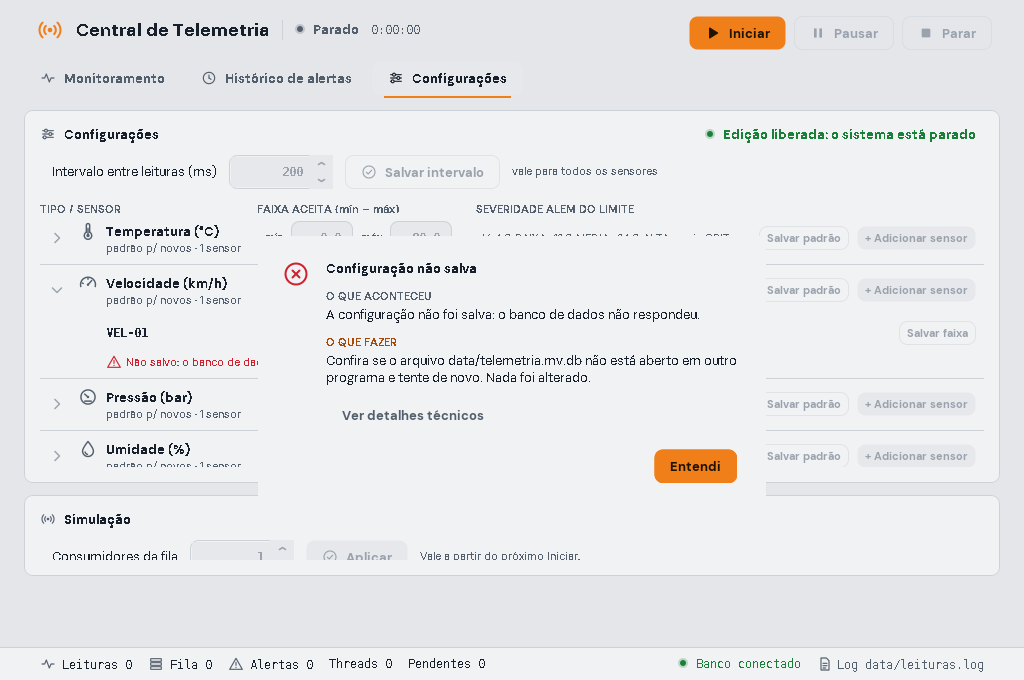 Central de Telemetria
Parado 0:00:00
Iniciar
Pausar
Parar
Monitoramento
Histórico de alertas
Configurações
Configurações
Edição liberada: o sistema está parado
Intervalo entre leituras (ms) 200 Salvar intervalo vale para todos os sensores
TIPO / SENSOR FAIXA ACEITA (mín – máx) SEVERIDADE ALÉM DO LIMITE
Temperatura (°C) Salvar padrão + Adicionar sensor
padrão p/ novos · 1 sensor
Configuração não salva
Velocidade (km/h) Salvar padrão + Adicionar sensor
padrão p/ novos · 1 sensor
O QUE ACONTECEU
A configuração não foi salva: o banco de dados não respondeu.
VEL-01 Salvar faixa
O QUE FAZER
Confira se o arquivo data/telemetria.mv.db não está aberto em outro
programa e tente de novo. Nada foi alterado.
Não salvo: o banco de
Pressão (bar) Salvar padrão + Adicionar sensor
padrão p/ novos · 1 sensor
Ver detalhes técnicos
Umidade (%) Salvar padrão + Adicionar sensor
padrão p/ novos · 1 sensor
Entendi
Simulação
Consumidores da fila 1 Aplicar Vale a partir do próximo Iniciar.
Leituras 0 Fila 0 Alertas 0 Threads 0 Pendentes 0 Banco conectado Log data/leituras.log